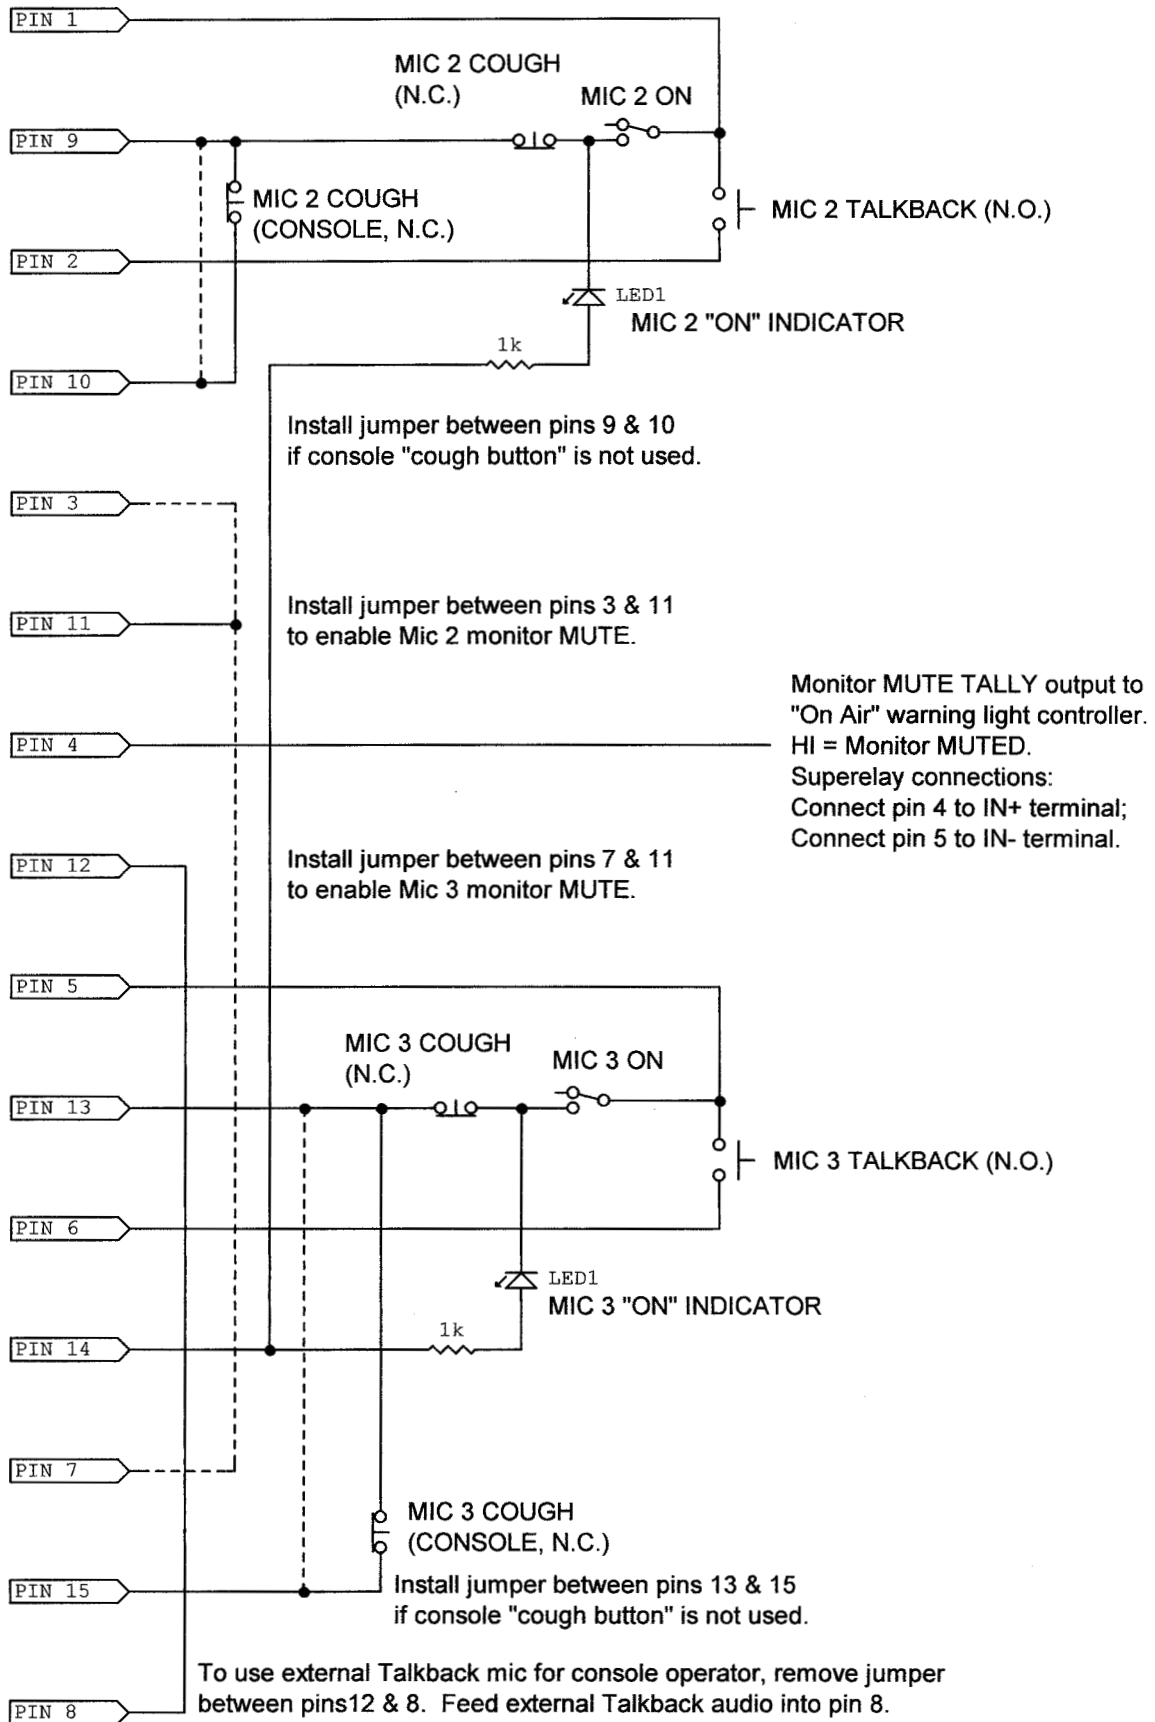 PIN 1
MIC 2 COUGH
(N.C.)
MIC 2 ON
PIN 9
MIC 2 COUGH
(CONSOLE, N.C.)
MIC 2 TALKBACK (N.O.)
PIN 2
LED1
MIC 2 "ON" INDICATOR
1k
PIN 10
Install jumper between pins 9 & 10
if console "cough button" is not used.
PIN 3
Install jumper between pins 3 & 11
to enable Mic 2 monitor MUTE.
PIN 11
Monitor MUTE TALLY output to
"On Air" warning light controller.
HI = Monitor MUTED.
Superelay connections:
Connect pin 4 to IN+ terminal;
Connect pin 5 to IN- terminal.
PIN 4
Install jumper between pins 7 & 11
to enable Mic 3 monitor MUTE.
PIN 12
PIN 5
MIC 3 COUGH
(N.C.)
MIC 3 ON
PIN 13
MIC 3 TALKBACK (N.O.)
PIN 6
LED1
MIC 3 "ON" INDICATOR
1k
PIN 14
PIN 7
MIC 3 COUGH
(CONSOLE, N.C.)
PIN 15
Install jumper between pins 13 & 15
if console "cough button" is not used.
To use external Talkback mic for console operator, remove jumper
between pins12 & 8. Feed external Talkback audio into pin 8.
PIN 8